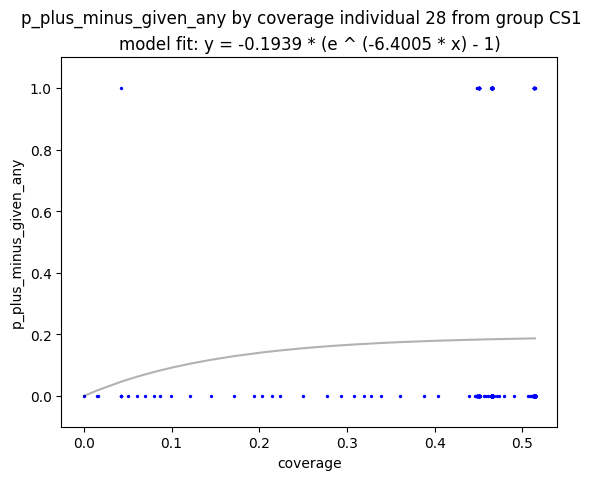 p_plus_minus_given_any by coverage individual 28 from group CS1
model fit: y = -0.1939 * (e ^ (-6.4005 * x) - 1)
1.0
0.8
0.6
0.4
0.2
0.0
p_plus_minus_given_any
0.0 0.1 0.2 0.3 0.4 0.5
coverage